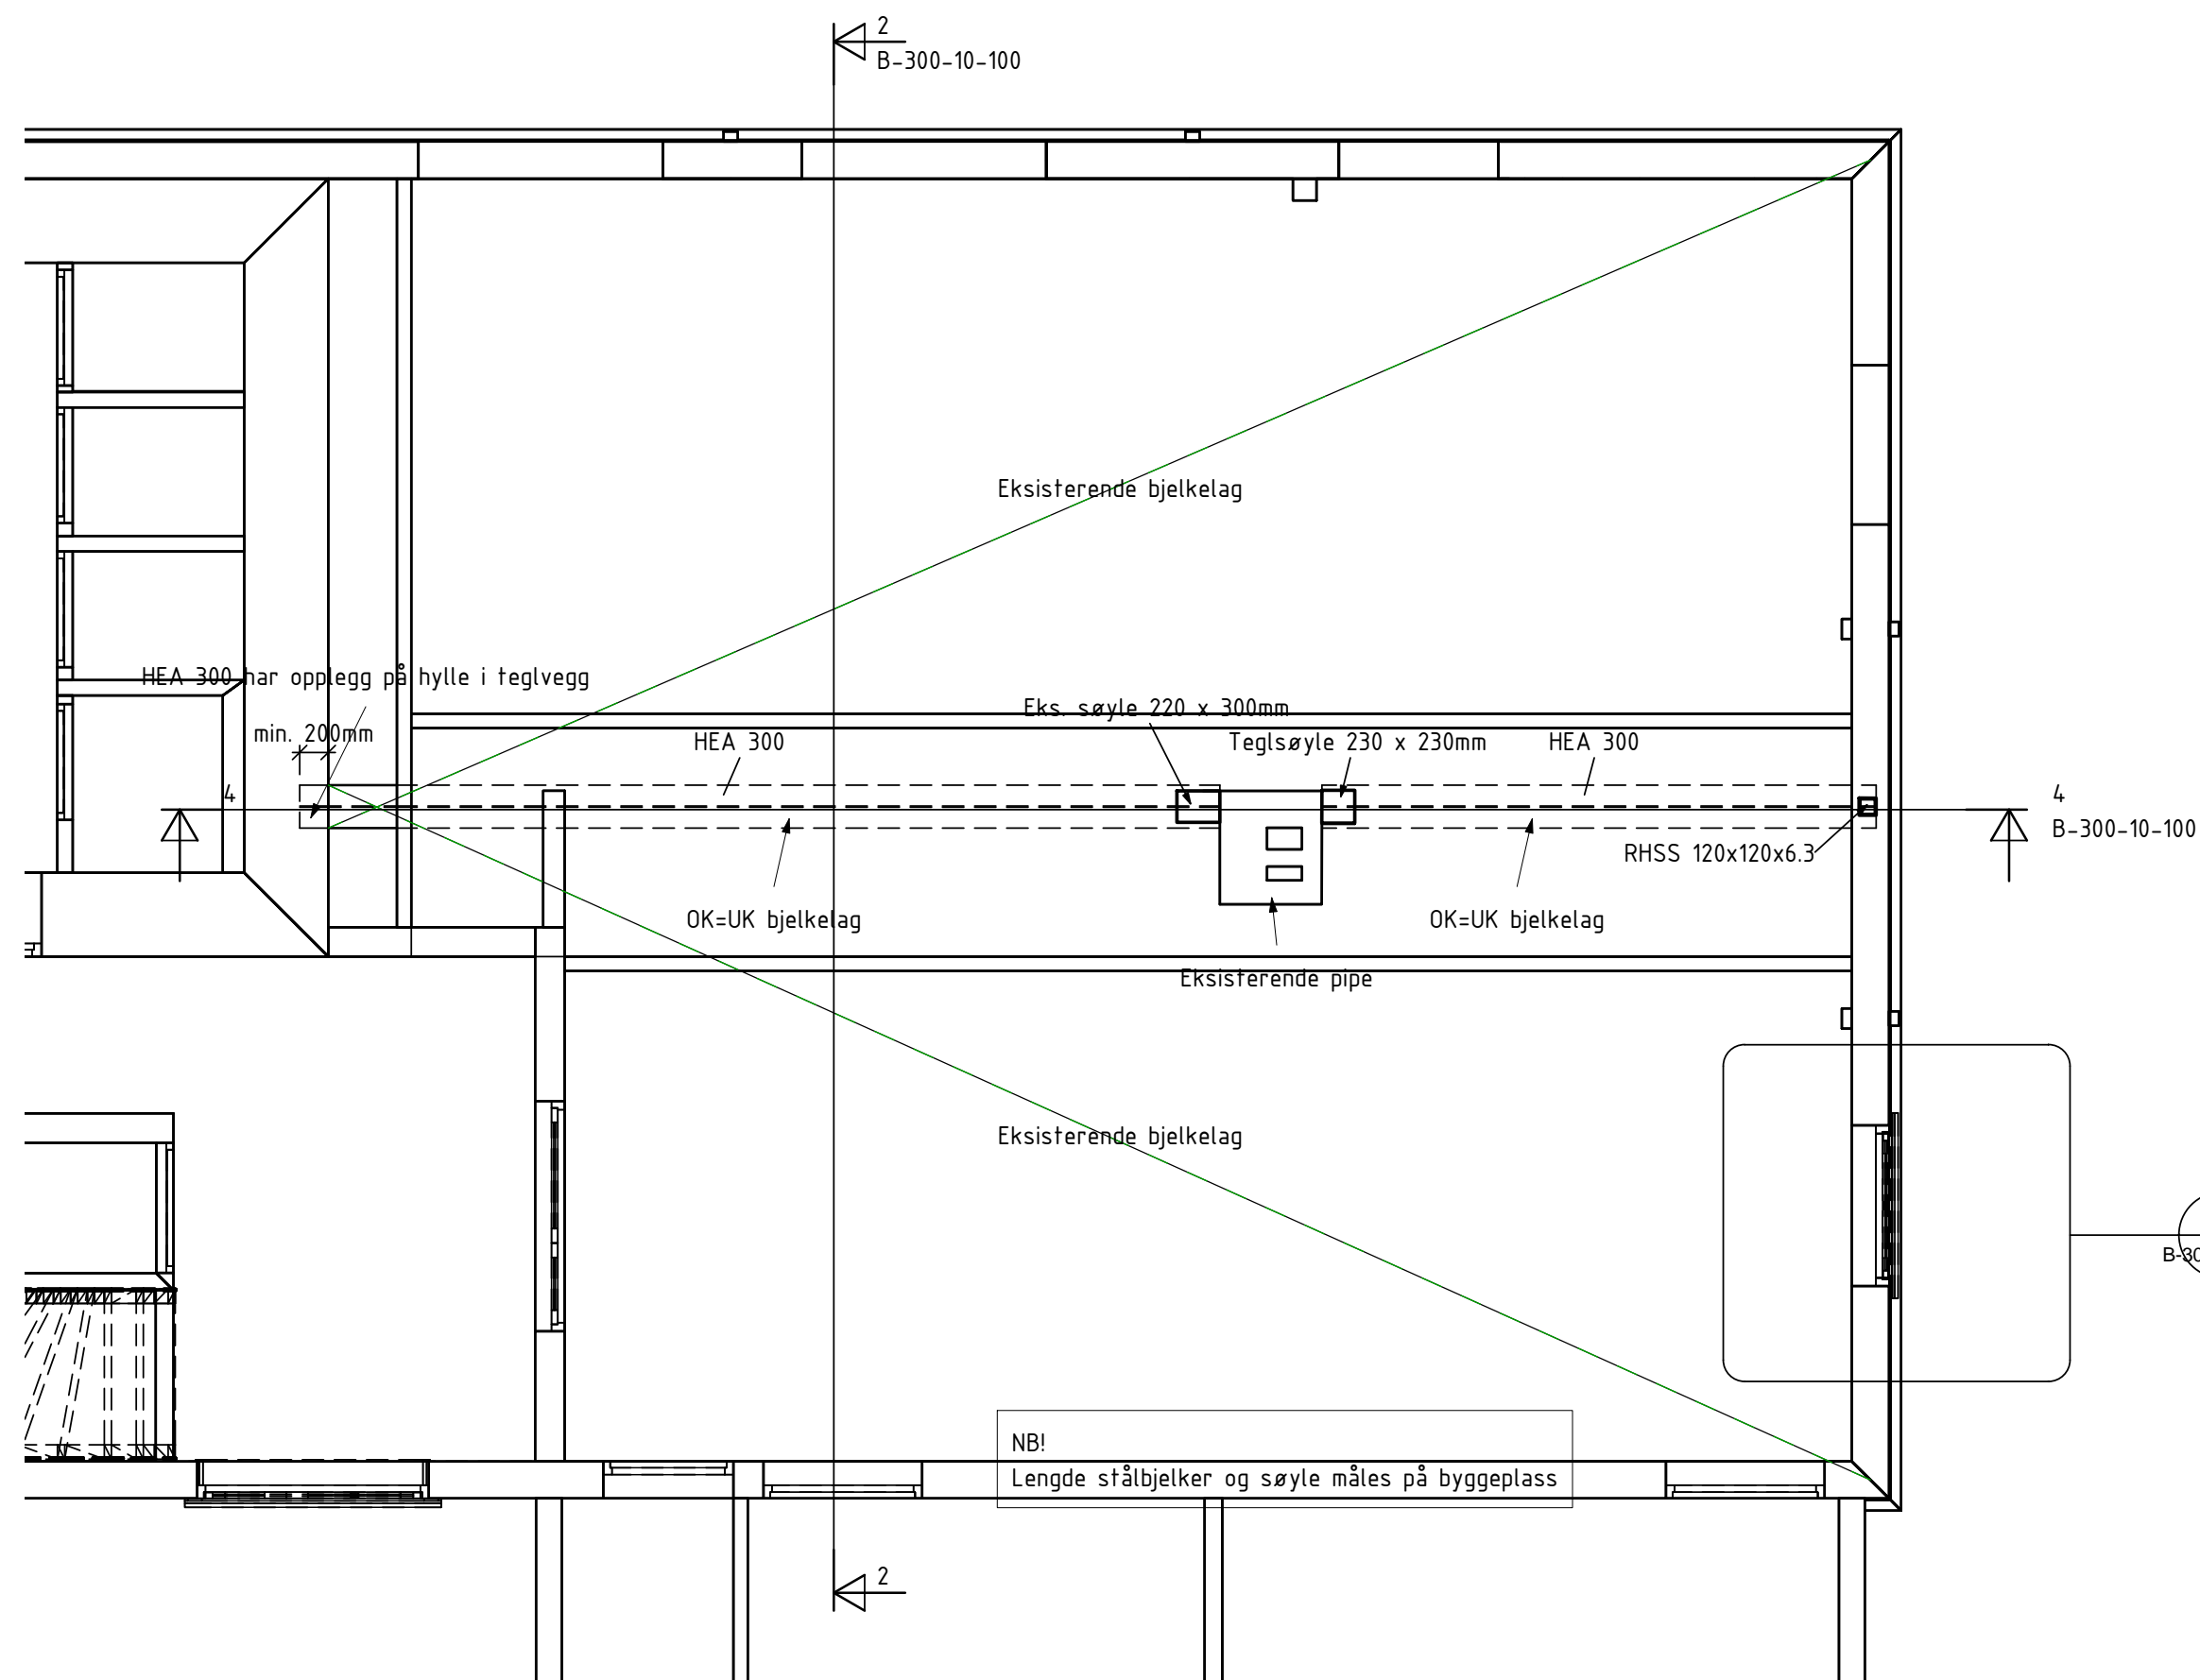 2
B-300-10-100
Eksisterende bjelkelag
HEA 300 har opplegg på hylle i teglvegg
min. 200mm
Eks. søyle 220 x 300mm
HEA 300
Teglsøyle 230 x 230mm
HEA 300
4
4
B-300-10-100
RHSS 120x120x6.3
OK=UK bjelkelag
OK=UK bjelkelag
Eksisterende pipe
Eksisterende bjelkelag
B-30
NB!
Lengde stålbjelker og søyle måles på byggeplass
2